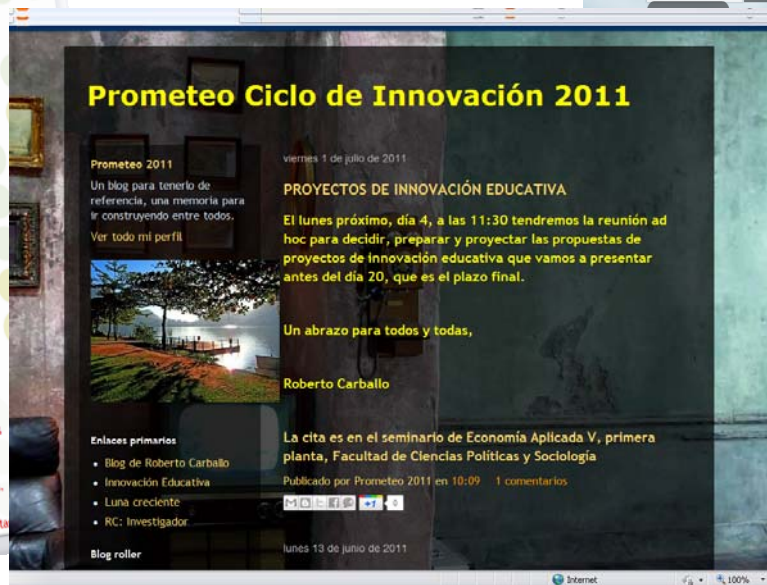 Prometeo Ciclo de Innovación 2011
Prometeo 2011
Un blog para tenerlo de
referencia, una memoria para
ir construyendo entre todos.
Ver todo mi perfil
Enlaces primarios
Blog de Roberto Carballo
Innovación Educativa
Luna creciente
RC: Investigador
Blog roller
viernes 1 de julio de 2011
PROYECTOS DE INNOVACIÓN EDUCATIVA
El lunes próximo, día 4, a las 11:30 tendremos la reunión ad
hoc para decidir, preparar y proyectar las propuestas de
proyectos de innovación educativa que vamos a presentar
antes del día 20, que es el plazo final.
Un abrazo para todos y todas,
Roberto Carballo
La cita es en el seminario de Economía Aplicada V, primera
planta, Facultad de Ciencias Políticas y Sociología
Publicado por Prometeo 2011 en 10:09 1 comentarios
+1 0
lunes 13 de junio de 2011
Internet
100%